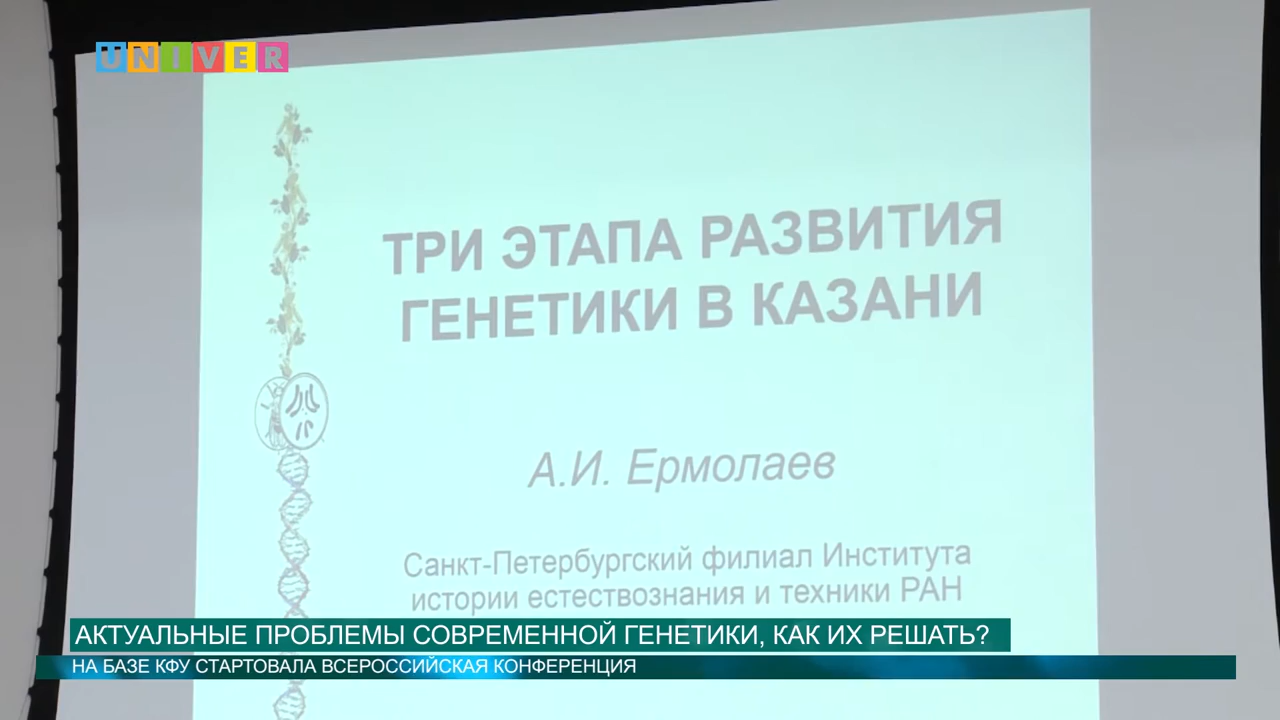 UNIVER
ТРИ ЭТАПА РАЗВИТИЯ
ГЕНЕТИКИ В КАЗАНИ
А.И. Ермолаев
Санкт-Петербургский филиал Института
истории естествознания и техники РАН
АКТУАЛЬНЫЕ ПРОБЛЕМЫ СОВРЕМЕННОЙ ГЕНЕТИКИ, КАК ИХ РЕШАТЬ?
НА БАЗЕ КФУ СТАРТОВАЛА ВСЕРОССИЙСКАЯ КОНФЕРЕНЦИЯ